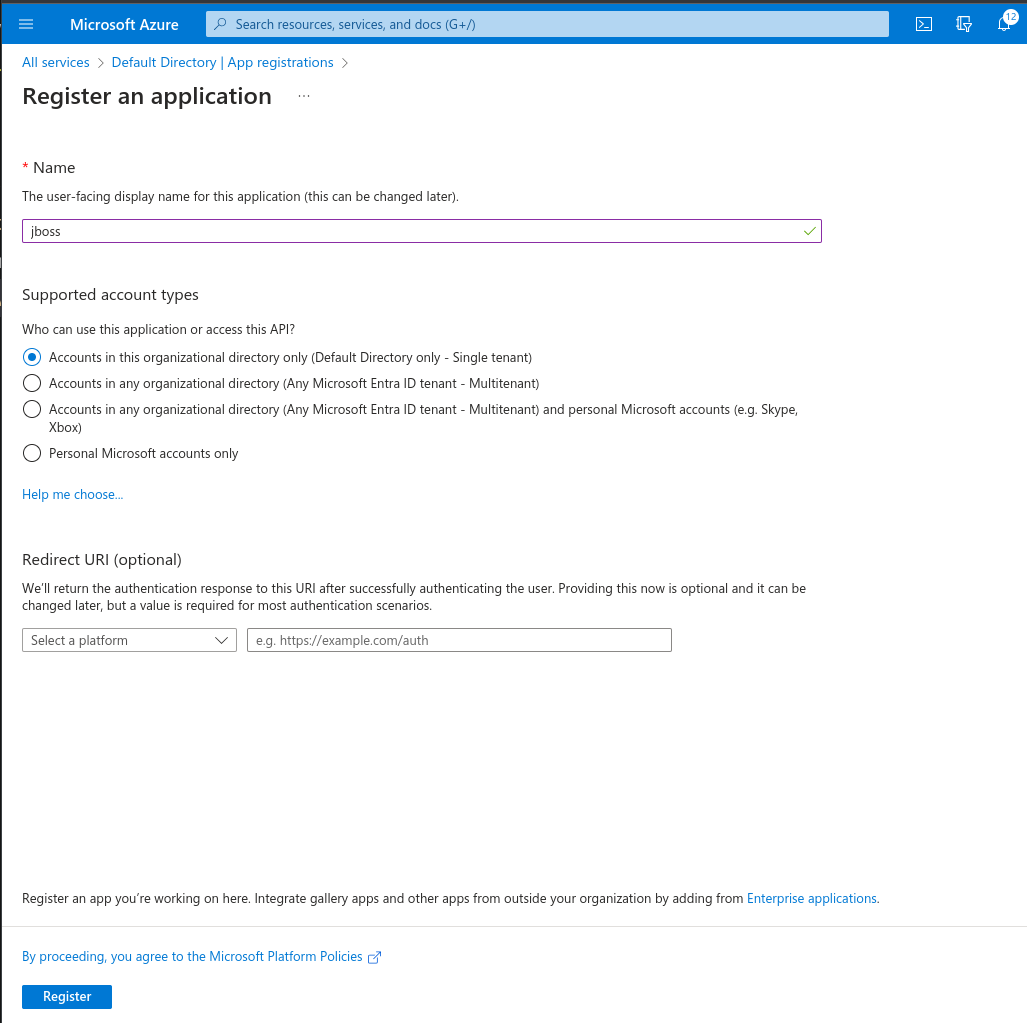 Microsoft Azure
Search resources, services, and docs (G+/)
12
All services > Default Directory | App registrations >
Register an application ...
* Name
The user-facing display name for this application (this can be changed later).
jboss
Supported account types
Who can use this application or access this API?
Accounts in this organizational directory only (Default Directory only - Single tenant)
Accounts in any organizational directory (Any Microsoft Entra ID tenant - Multitenant)
Accounts in any organizational directory (Any Microsoft Entra ID tenant - Multitenant) and personal Microsoft accounts (e.g. Skype,
Xbox)
Personal Microsoft accounts only
Help me choose...
Redirect URI (optional)
We'll return the authentication response to this URI after successfully authenticating the user. Providing this now is optional and it can be
changed later, but a value is required for most authentication scenarios.
Select a platform
e.g. https://example.com/auth
Register an app you're working on here. Integrate gallery apps and other apps from outside your organization by adding from Enterprise applications.
By proceeding, you agree to the Microsoft Platform Policies
Register